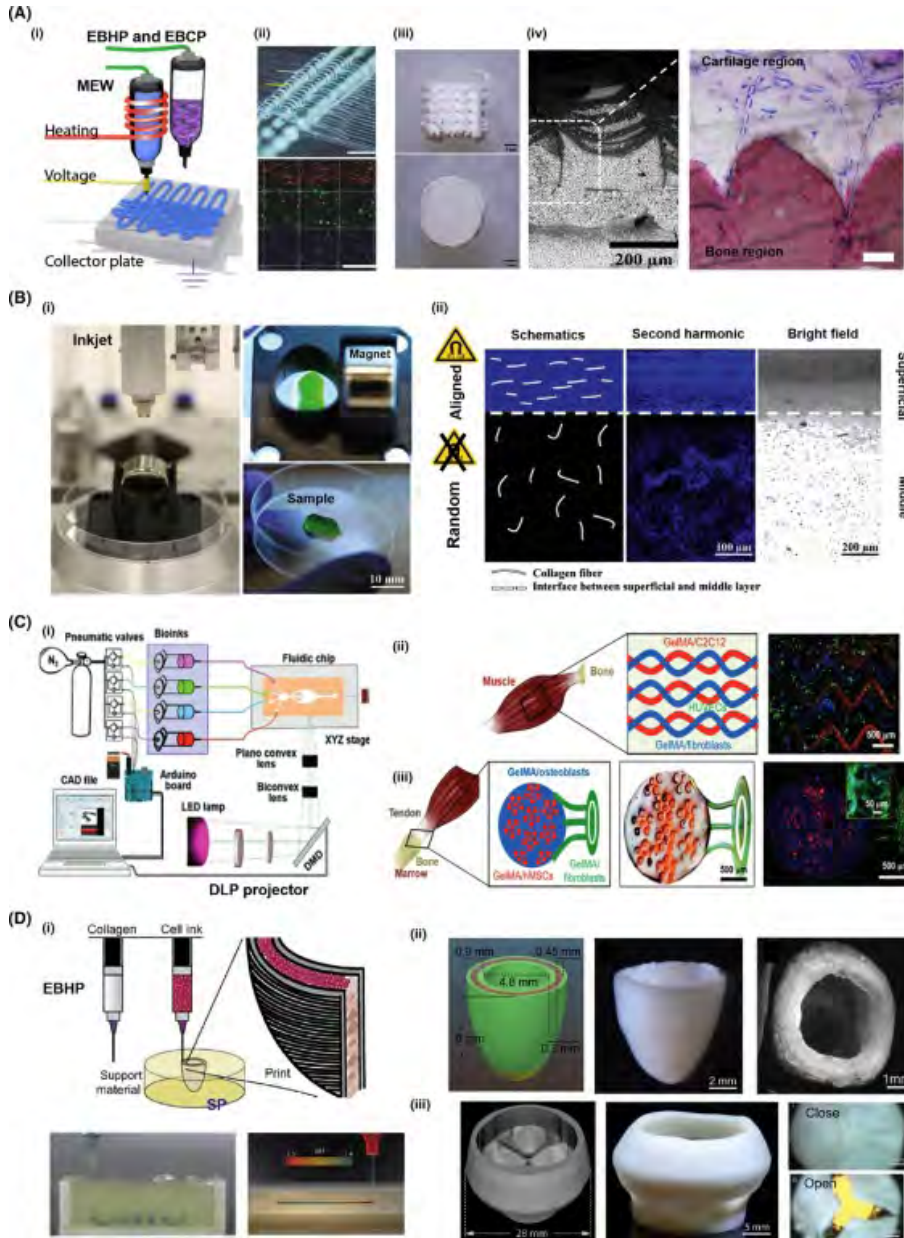 (A)
(i)
EBHP and EBCP
MEW
Heating
Voltage
Collector plate
(ii)
(iii)
(iv)
200 µm
Cartilage region
Bone region
(B)
(i)
Inkjet
Magnet
Sample
10 mm
(ii)
Schematics
Second harmonic
Bright field
Aligned
Random
Superficial
Middle
100 µm
200 µm
Collagen fiber
Interface between superficial and middle layer
(C)
(i)
Pneumatic valves
Bioinks
N₂
Fluidic chip
XYZ stage
Plano convex
lens
Biconvex
lens
CAD file
Arduino
board
LED lamp
DMD
DLP projector
(ii)
Muscle
Bone
GelMA/C2C12
HUVECs
GelMA/fibroblasts
500 µm
(iii)
Tendon
Bone
Marrow
GelMA/osteoblasts
GelMA/hMSCs
GelMA/
fibroblasts
500 µm
50 µm
500 µm
(D)
(i)
Collagen
Cell ink
EBHP
Support
material
SP
Print
(ii)
0.9 mm
0.45 mm
4.8 mm
2 mm
1mm
(iii)
28 mm
5 mm
Close
Open